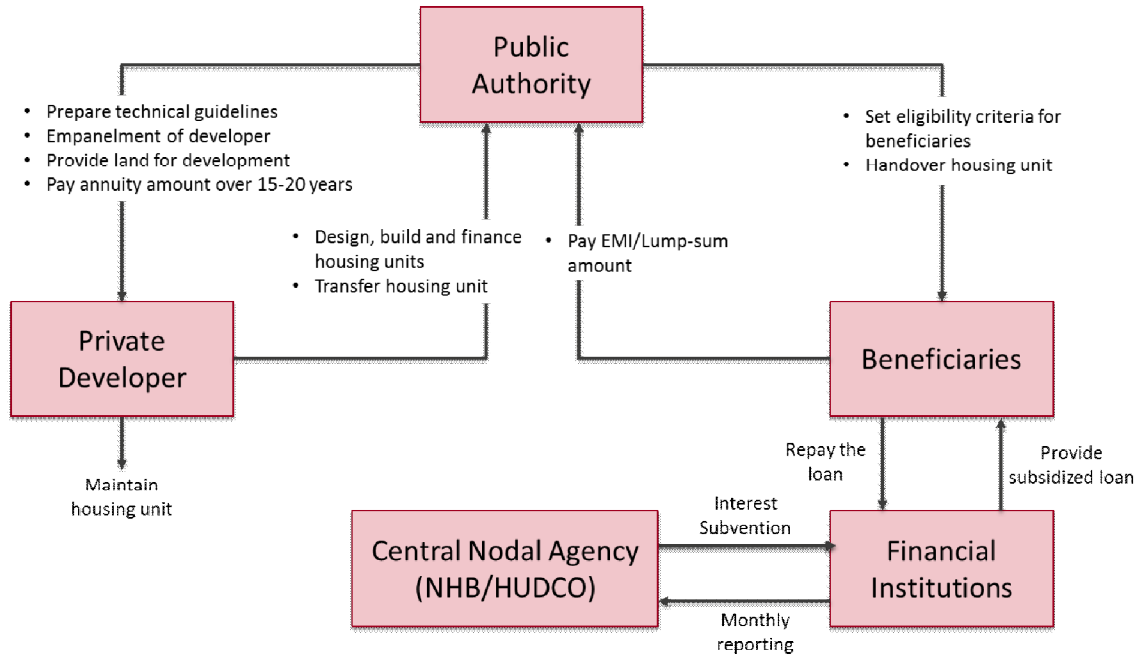 Public
Authority
• Prepare technical guidelines
• Empanelment of developer
• Provide land for development
• Pay annuity amount over 15-20 years
• Set eligibility criteria for
beneficiaries
• Handover housing unit
• Design, build and finance
housing units
• Transfer housing unit
• Pay EMI/Lump-sum
amount
Private
Developer
Beneficiaries
Maintain
housing unit
Repay the
loan
Provide
subsidized loan
Interest
Subvention
Central Nodal Agency
(NHB/HUDCO)
Financial
Institutions
Monthly
reporting